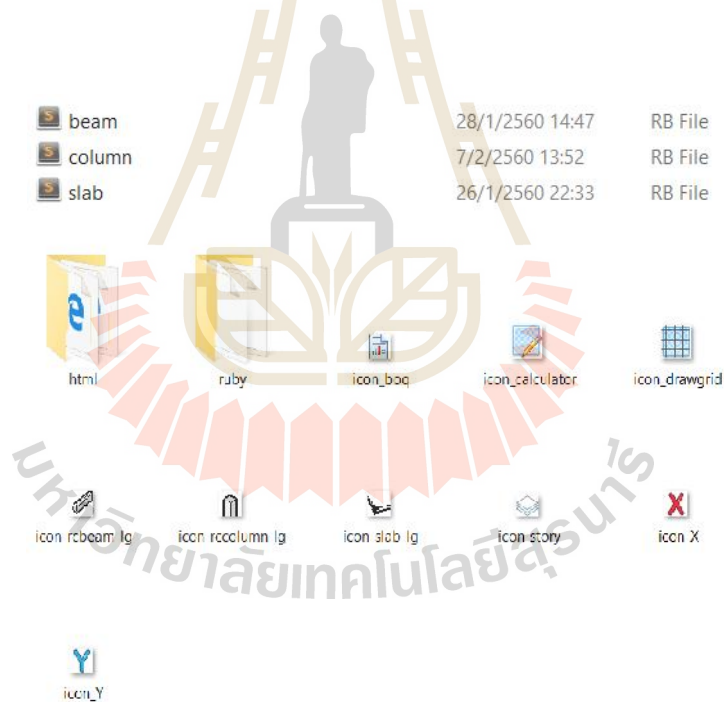 beam 28/1/2560 14:47 RB File
column 7/2/2560 13:52 RB File
slab 26/1/2560 22:33 RB File
html ruby icon_boq icon_calculator icon_drawgrid
icon rcbeam lg icon rccolumn lg icon slab lg icon story icon X
มหาวิทยาลัยเทคโนโลยีสุรนารี
icon_Y